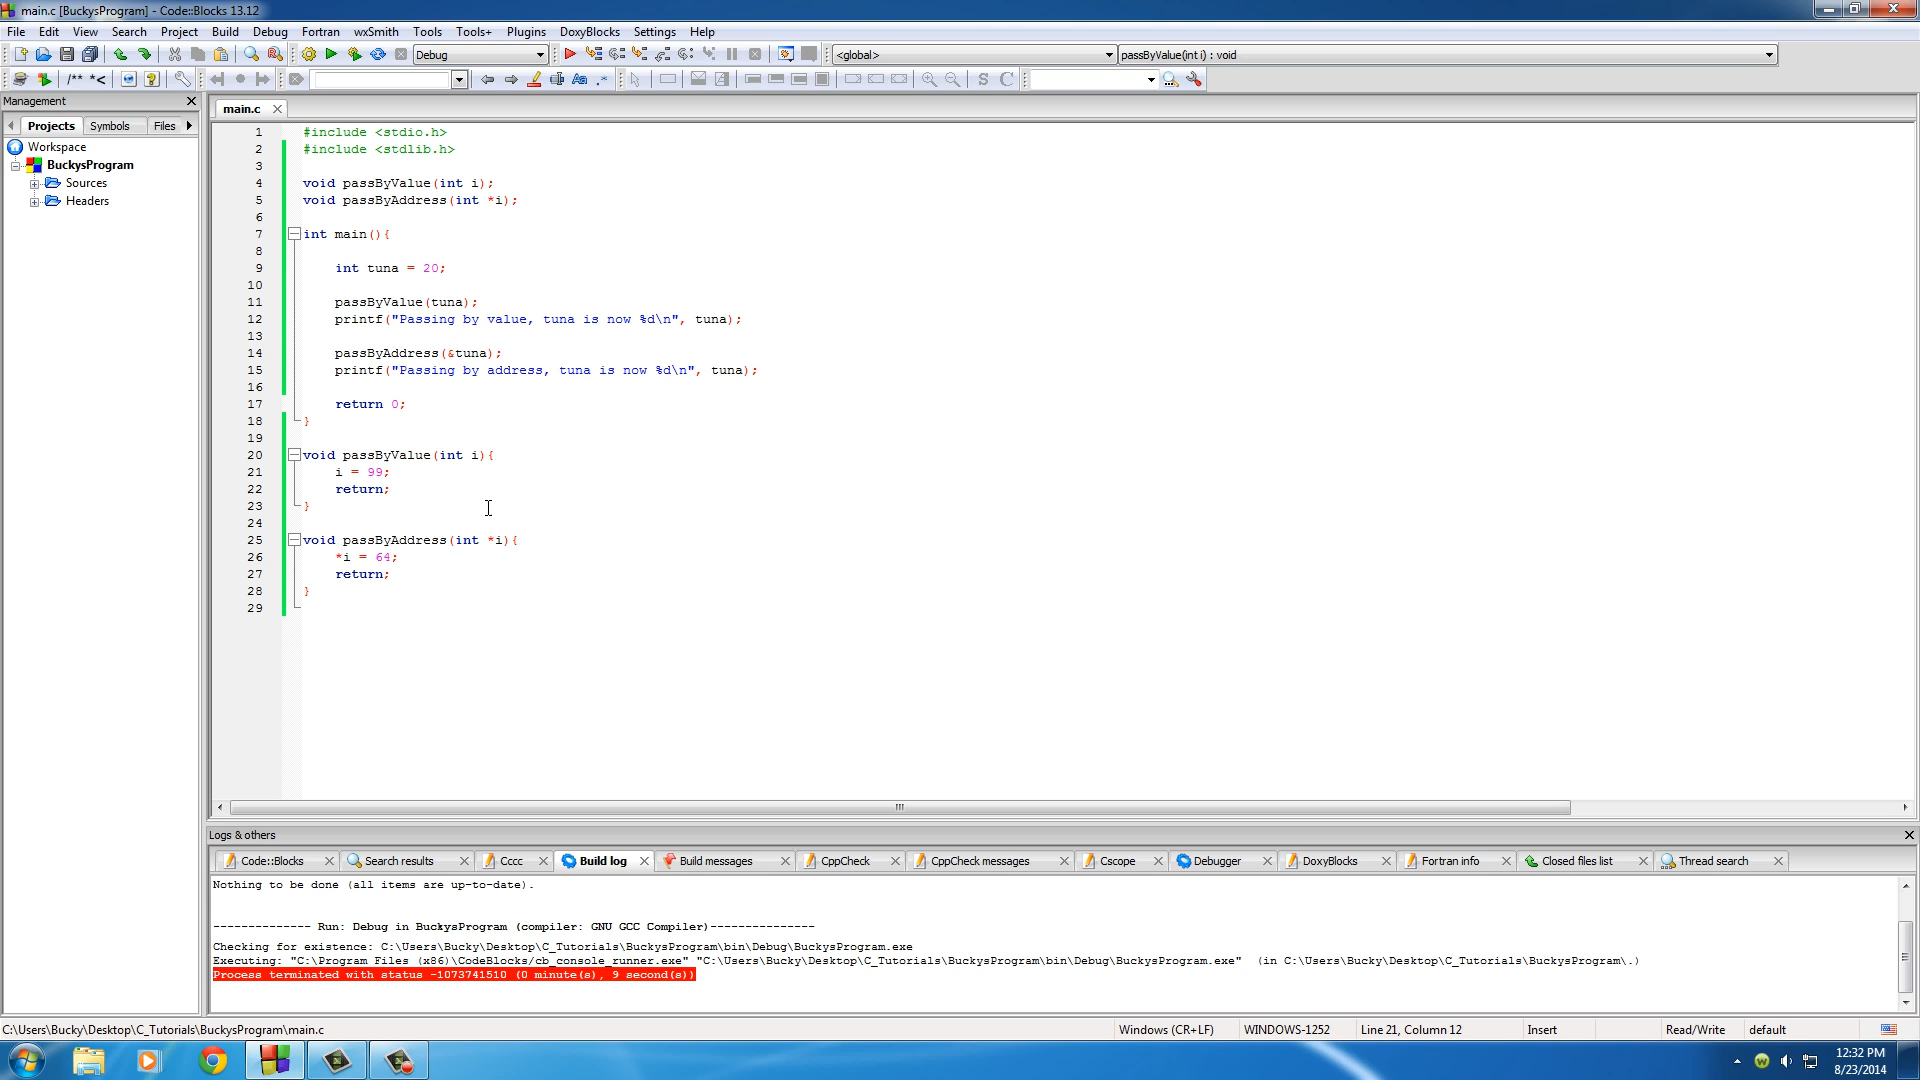 main.c [BuckysProgram] - Code::Blocks 13.12
File Edit View Search Project Build Debug Fortran wxSmith Tools Tools+ Plugins DoxyBlocks Settings Help
Debug <global> passByValue(int i) : void
/** *<
Management
main.c
Projects Symbols Files
Workspace
BuckysProgram
Sources
Headers
1 #include <stdio.h>
2 #include <stdlib.h>
3
4 void passByValue(int i);
5 void passByAddress(int *i);
6
7 int main(){
8
9 int tuna = 20;
10
11 passByValue(tuna);
12 printf("Passing by value, tuna is now %d\n", tuna);
13
14 passByAddress(&tuna);
15 printf("Passing by address, tuna is now %d\n", tuna);
16
17 return 0;
18 }
19
20 void passByValue(int i){
21 i = 99;
22 return;
23 }
24
25 void passByAddress(int *i){
26 *i = 64;
27 return;
28 }
29
Logs & others
Code::Blocks Search results Cccc Build log Build messages CppCheck CppCheck messages Cscope Debugger DoxyBlocks Fortran info Closed files list Thread search
Nothing to be done (all items are up-to-date).
-------------- Run: Debug in BuckysProgram (compiler: GNU GCC Compiler)---------------
Checking for existence: C:\Users\Bucky\Desktop\C_Tutorials\BuckysProgram\bin\Debug\BuckysProgram.exe
Executing: "C:\Program Files (x86)\CodeBlocks/cb_console_runner.exe" "C:\Users\Bucky\Desktop\C_Tutorials\BuckysProgram\bin\Debug\BuckysProgram.exe" (in C:\Users\Bucky\Desktop\C_Tutorials\BuckysProgram\.)
Process terminated with status -1073741510 (0 minute(s), 9 second(s))
C:\Users\Bucky\Desktop\C_Tutorials\BuckysProgram\main.c Windows (CR+LF) WINDOWS-1252 Line 21, Column 12 Insert Read/Write default
12:32 PM
8/23/2014